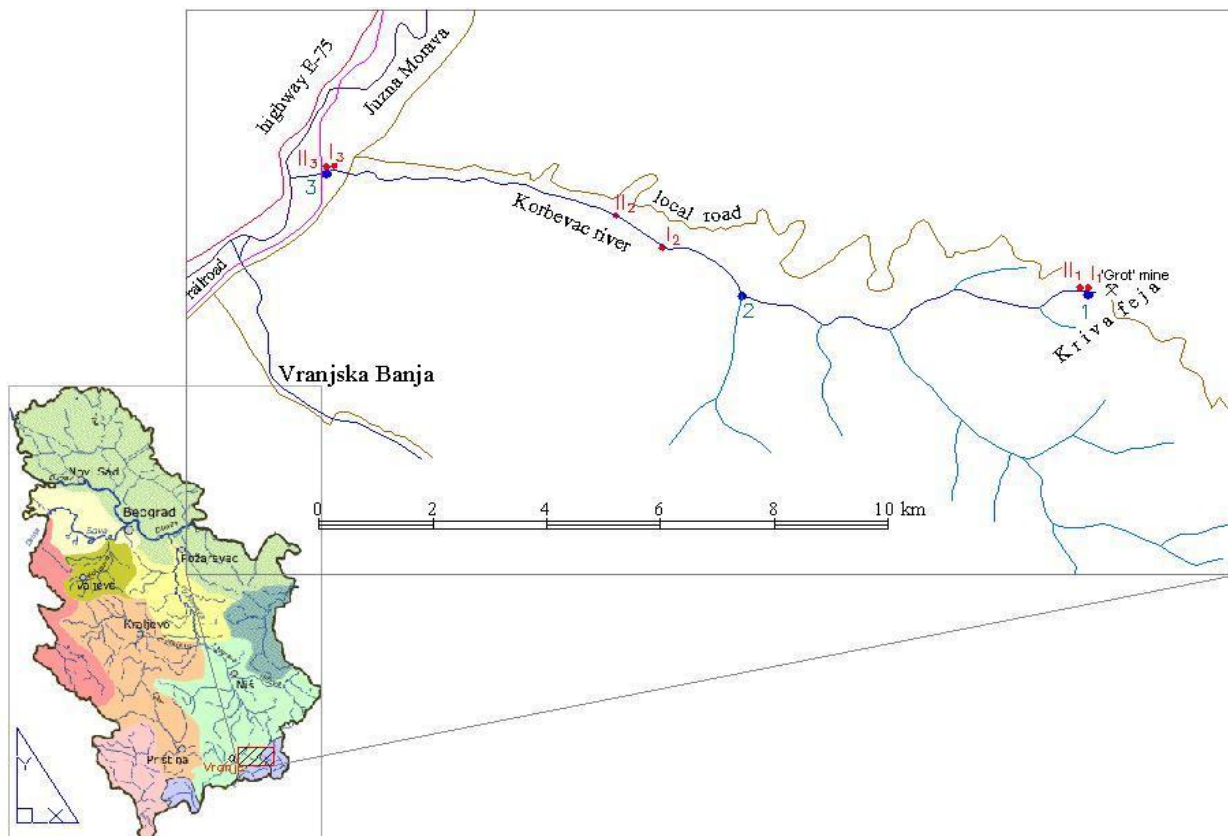 highway E-75
Juzna Morava
II3
I3
3
Korbevac river
II2
local road
I2
2
II1
I1
'Grot' mine
1
Kriva feja
railroad
Vranjska Banja
0
2
4
6
8
10 km
Novi Sad
Beograd
Sava
Požarevac
Valjevo
Kraljevo
Niš
Priština
Vranje
Y
X